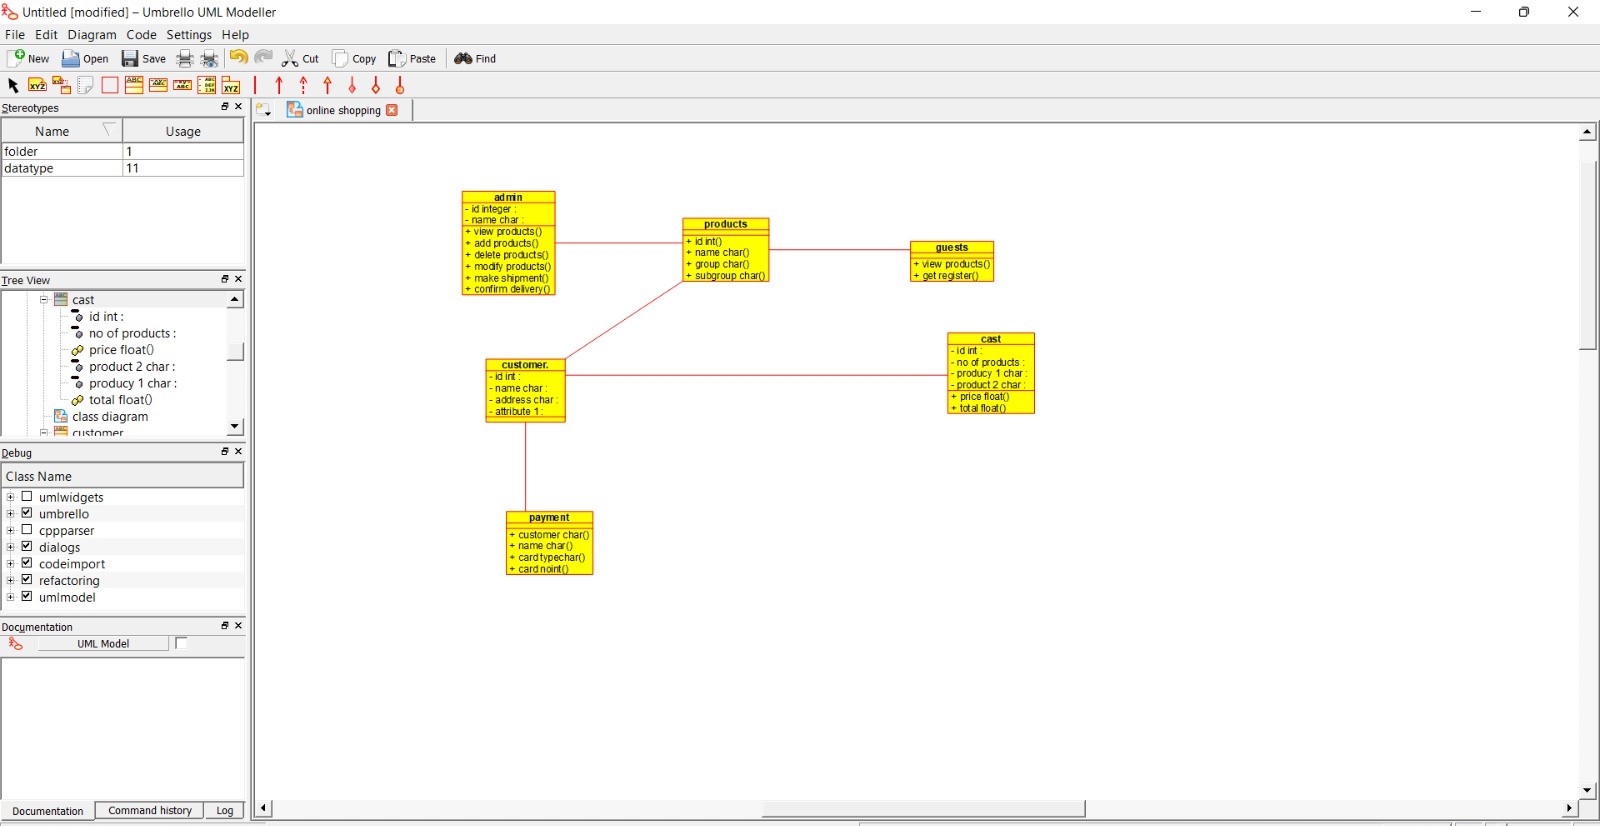 Untitled [modified] – Umbrello UML Modeller
File Edit Diagram Code Settings Help
New Open Save Cut Copy Paste Find
Stereotypes
Name Usage
folder 1
datatype 11
Tree View
cast
id int :
no of products :
price float()
product 2 char :
producy 1 char :
total float()
class diagram
customer
Debug
Class Name
umlwidgets
umbrello
cppparser
dialogs
codeimport
refactoring
umlmodel
Documentation
UML Model
Documentation Command history Log
online shopping
admin
- id integer :
- name char :
+ view products()
+ add products()
+ delete products()
+ modify products()
+ make shipment()
+ confirm delivery()
products
+ id int()
+ name char()
+ group char()
+ subgroup char()
guests
+ view products()
+ get register()
cast
- id int :
- no of products :
- producy 1 char :
- product 2 char :
+ price float()
+ total float()
customer.
- id int :
- name char :
- address char :
- attribute 1 :
payment
+ customer char()
+ name char()
+ card typechar()
+ card noint()